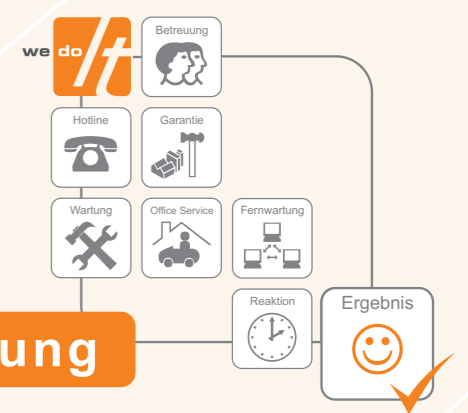 Betreuung
we do It
Hotline
Garantie
Wartung
Office Service
Fernwartung
Reaktion
Ergebnis
ung